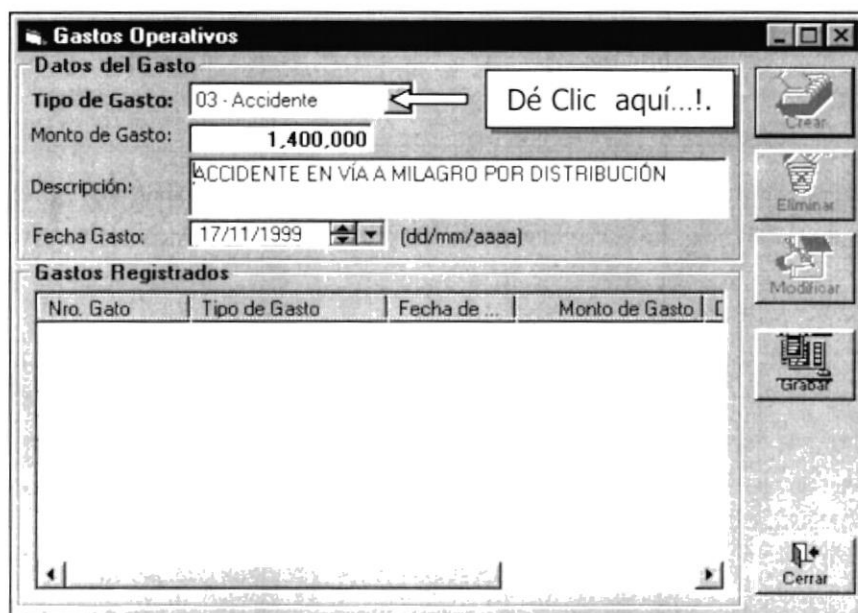 Gastos Operativos
Datos del Gasto
Tipo de Gasto: 03 - Accidente
Dé Clic aquí...!.
Monto de Gasto: 1,400,000
Descripción: ACCIDENTE EN VÍA A MILAGRO POR DISTRIBUCIÓN
Fecha Gasto: 17/11/1999 (dd/mm/aaaa)
Gastos Registrados
Nro. Gato Tipo de Gasto Fecha de ... Monto de Gasto D
Crear
Eliminar
Modificar
Grabar
Cerrar